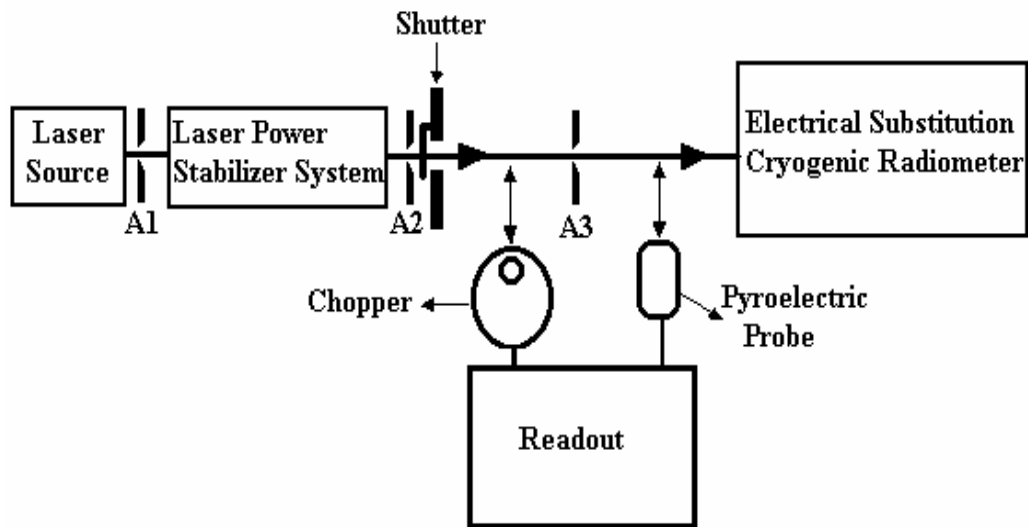 Shutter
Laser
Source
Laser Power
Stabilizer System
Electrical Substitution
Cryogenic Radiometer
A1
A2
A3
Chopper
Pyroelectric
Probe
Readout